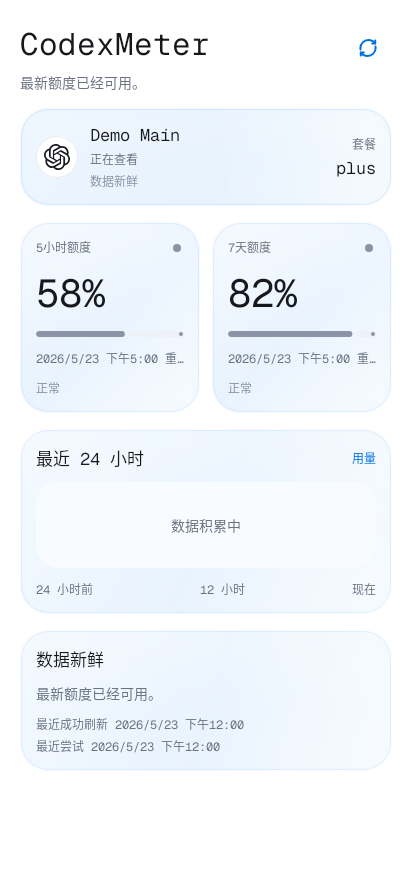 CodexMeter
最新额度已经可用。
Demo Main
正在查看
数据新鲜
套餐
plus
5小时额度
58%
2026/5/23 下午5:00 重…
正常
7天额度
82%
2026/5/23 下午5:00 重…
正常
最近 24 小时
用量
数据积累中
24 小时前
12 小时
现在
数据新鲜
最新额度已经可用。
最近成功刷新 2026/5/23 下午12:00
最近尝试 2026/5/23 下午12:00